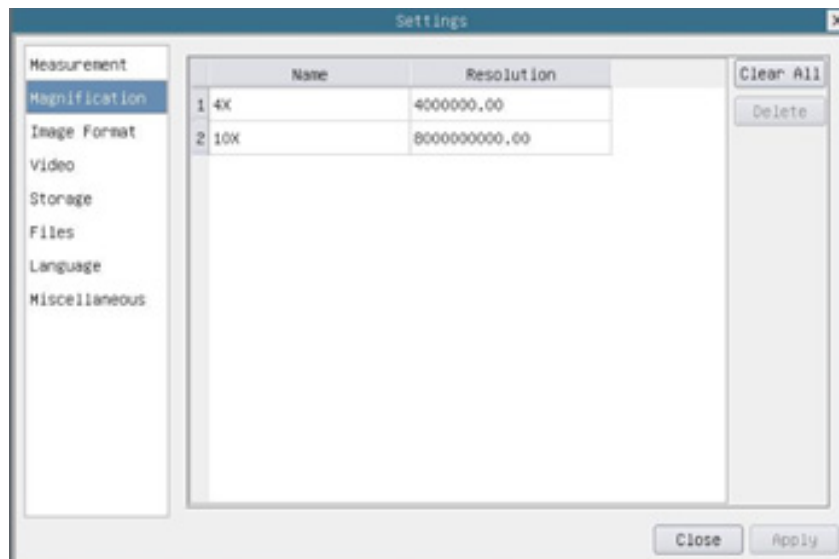 Settings
Measurement
Magnification
Image Format
Video
Storage
Files
Language
Miscellaneous
Name Resolution
1 4X 4000000.00
2 10X 8000000000.00
Clear All
Delete
Close Apply